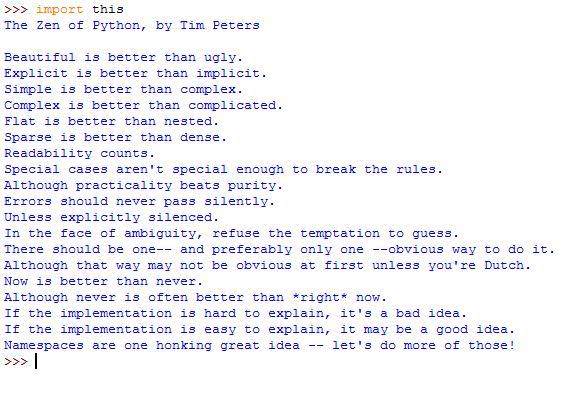 >>> import this
The Zen of Python, by Tim Peters

Beautiful is better than ugly.
Explicit is better than implicit.
Simple is better than complex.
Complex is better than complicated.
Flat is better than nested.
Sparse is better than dense.
Readability counts.
Special cases aren't special enough to break the rules.
Although practicality beats purity.
Errors should never pass silently.
Unless explicitly silenced.
In the face of ambiguity, refuse the temptation to guess.
There should be one-- and preferably only one --obvious way to do it.
Although that way may not be obvious at first unless you're Dutch.
Now is better than never.
Although never is often better than *right* now.
If the implementation is hard to explain, it's a bad idea.
If the implementation is easy to explain, it may be a good idea.
Namespaces are one honking great idea -- let's do more of those!
>>>